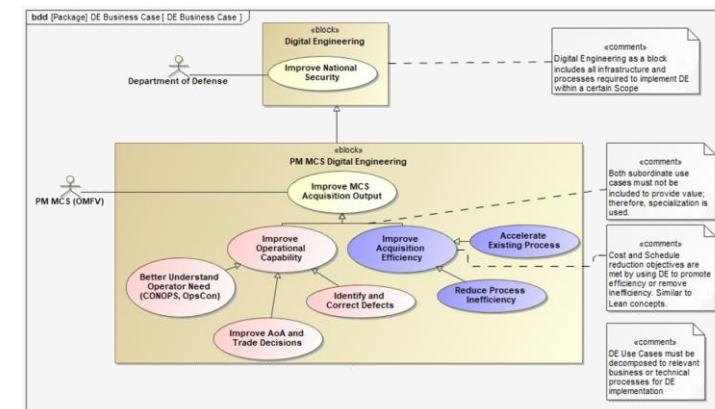 bdd [Package] DE Business Case [ DE Business Case ]
«block»
Digital Engineering
Improve National
Security
Department of Defense
«comment»
Digital Engineering as a block
includes all infrastructure and
processes required to implement DE
within a certain Scope
«block»
PM MCS Digital Engineering
Improve MCS
Acquisition Output
PM MCS (OMFV)
«comment»
Both subordinate use
cases must not be
included to provide value;
therefore, specialization is
used.
Improve
Operational
Capability
Improve
Acquisition
Efficiency
Accelerate
Existing Process
Better Understand
Operator Need
(CONOPS, OpsCon)
Identify and
Correct Defects
Reduce Process
Inefficiency
Improve AoA and
Trade Decisions
«comment»
Cost and Schedule
reduction objectives are
met by using DE to promote
efficiency or remove
inefficiency. Similar to
Lean concepts.
«comment»
DE Use Cases must be
decomposed to relevant
business or technical
processes for DE
implementation